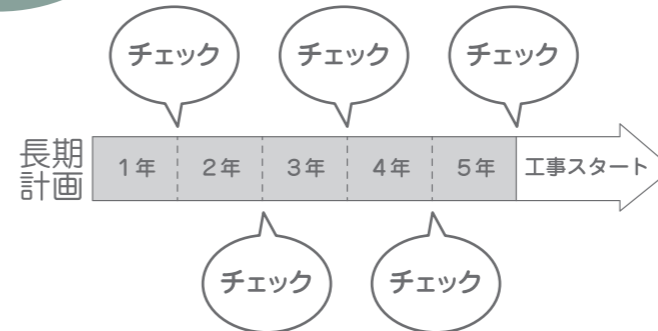 チェック
チェック
チェック
長期
計画
1年
2年
3年
4年
5年
工事スタート
チェック
チェック